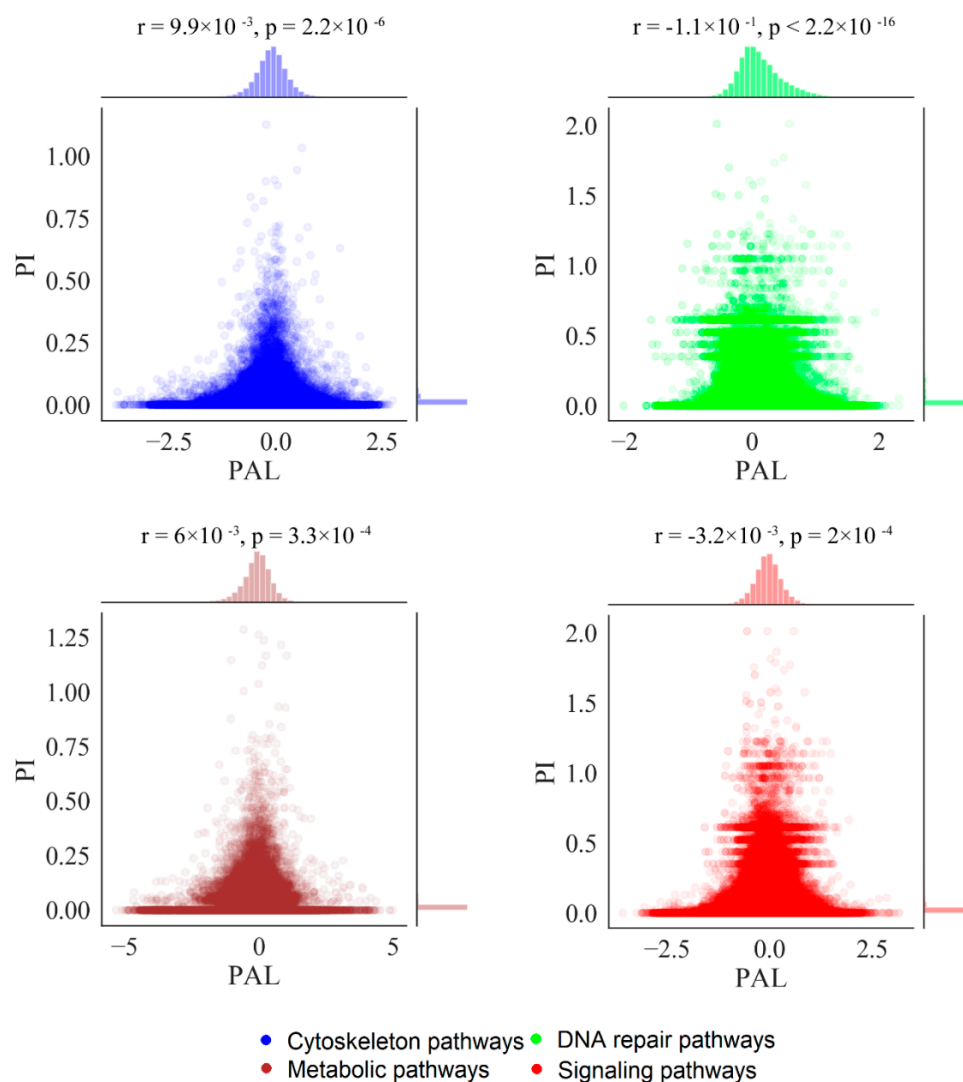 r = 9.9×10 -3, p = 2.2×10 -6
1.00
0.75
0.50
0.25
0.00
PI
−2.5
0.0
2.5
PAL
r = -1.1×10 -1, p < 2.2×10 -16
2.0
1.5
1.0
0.5
0.0
PI
−2
0
2
PAL
r = 6×10 -3, p = 3.3×10 -4
1.25
1.00
0.75
0.50
0.25
0.00
PI
−5
0
5
PAL
r = -3.2×10 -3, p = 2×10 -4
2.0
1.5
1.0
0.5
0.0
PI
−2.5
0.0
2.5
PAL
Cytoskeleton pathways
DNA repair pathways
Metabolic pathways
Signaling pathways